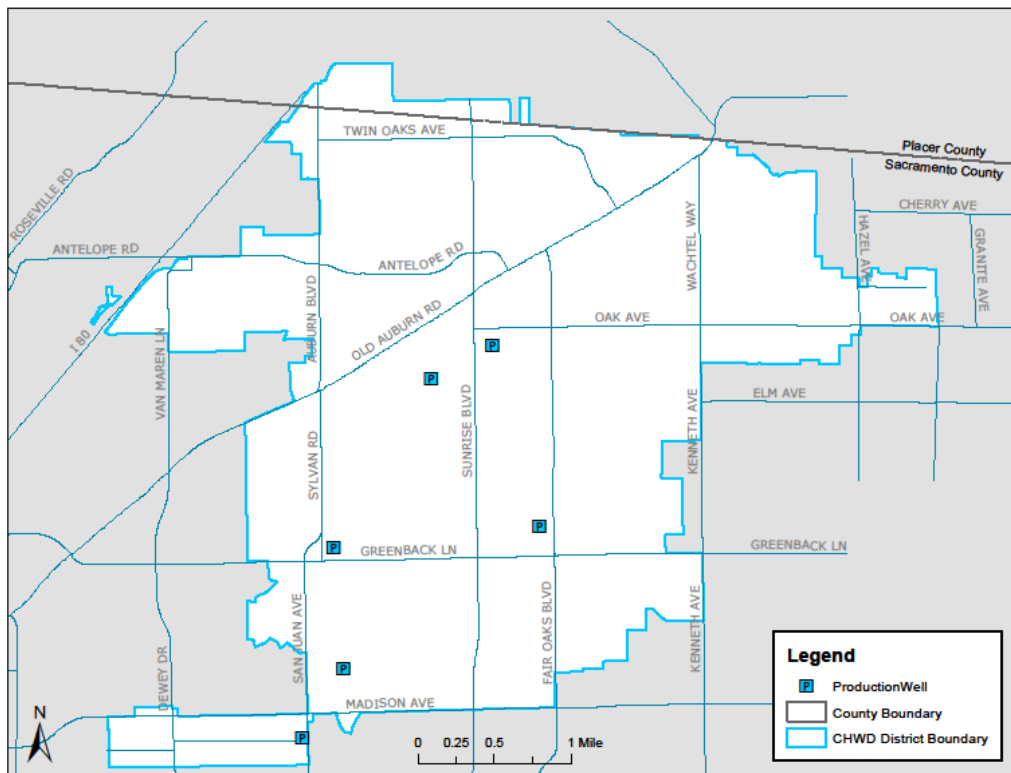 Placer County
Sacramento County
TWIN OAKS AVE
ROSEVILLE RD
CHERRY AVE
HAZEL AVE
GRANITE AVE
WACHTEL WAY
ANTELOPE RD
ANTELOPE RD
AUBURN BLVD
OLD AUBURN RD
I 80
OAK AVE
OAK AVE
VAN MAREN LN
P
P
ELM AVE
SUNRISE BLVD
KENNETH AVE
SYLVAN RD
P
P
GREENBACK LN
GREENBACK LN
SAN JUAN AVE
FAIR OAKS BLVD
KENNETH AVE
DEWEY DR
P
MADISON AVE
P
N
0 0.25 0.5 1 Mile
Legend
P ProductionWell
County Boundary
CHWD District Boundary